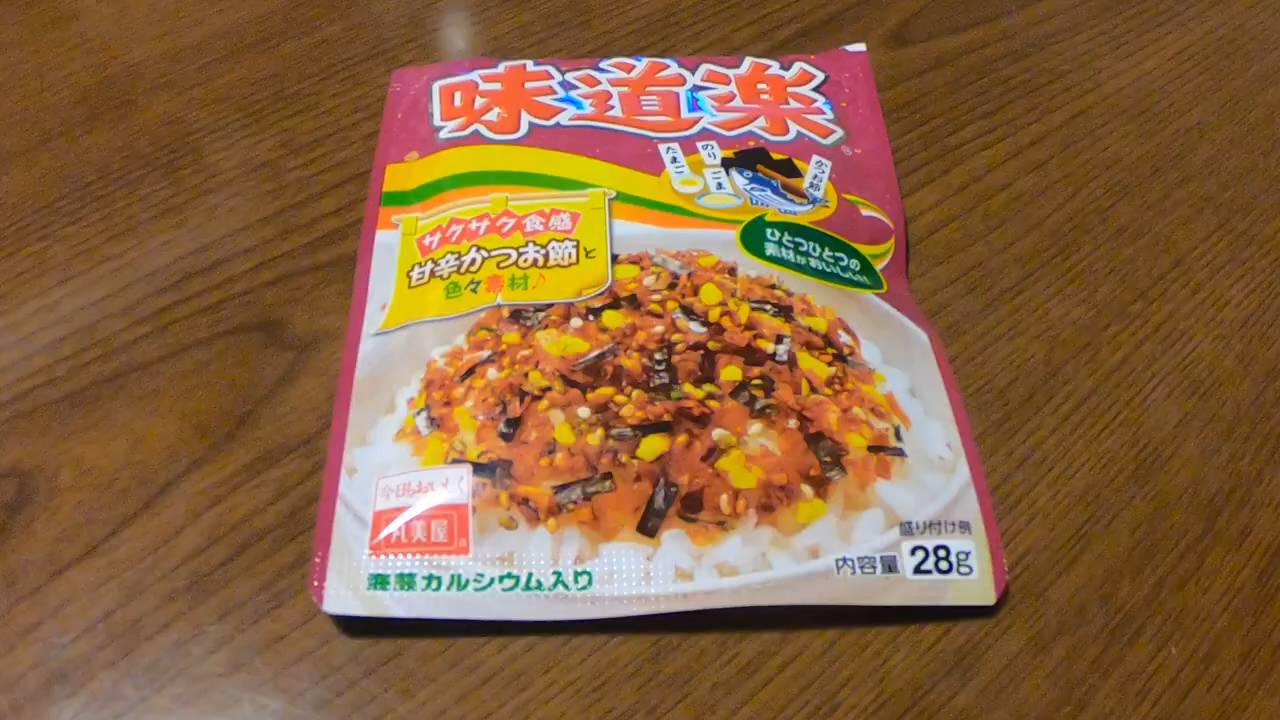 味道楽
たまご
のり
ごま
かつお節
サクサク食感
甘辛かつお節と
色々素材♪
ひとつひとつの
素材がおいしい!!
今日もおいしく
丸美屋
盛り付け例
内容量 28g
海藻カルシウム入り